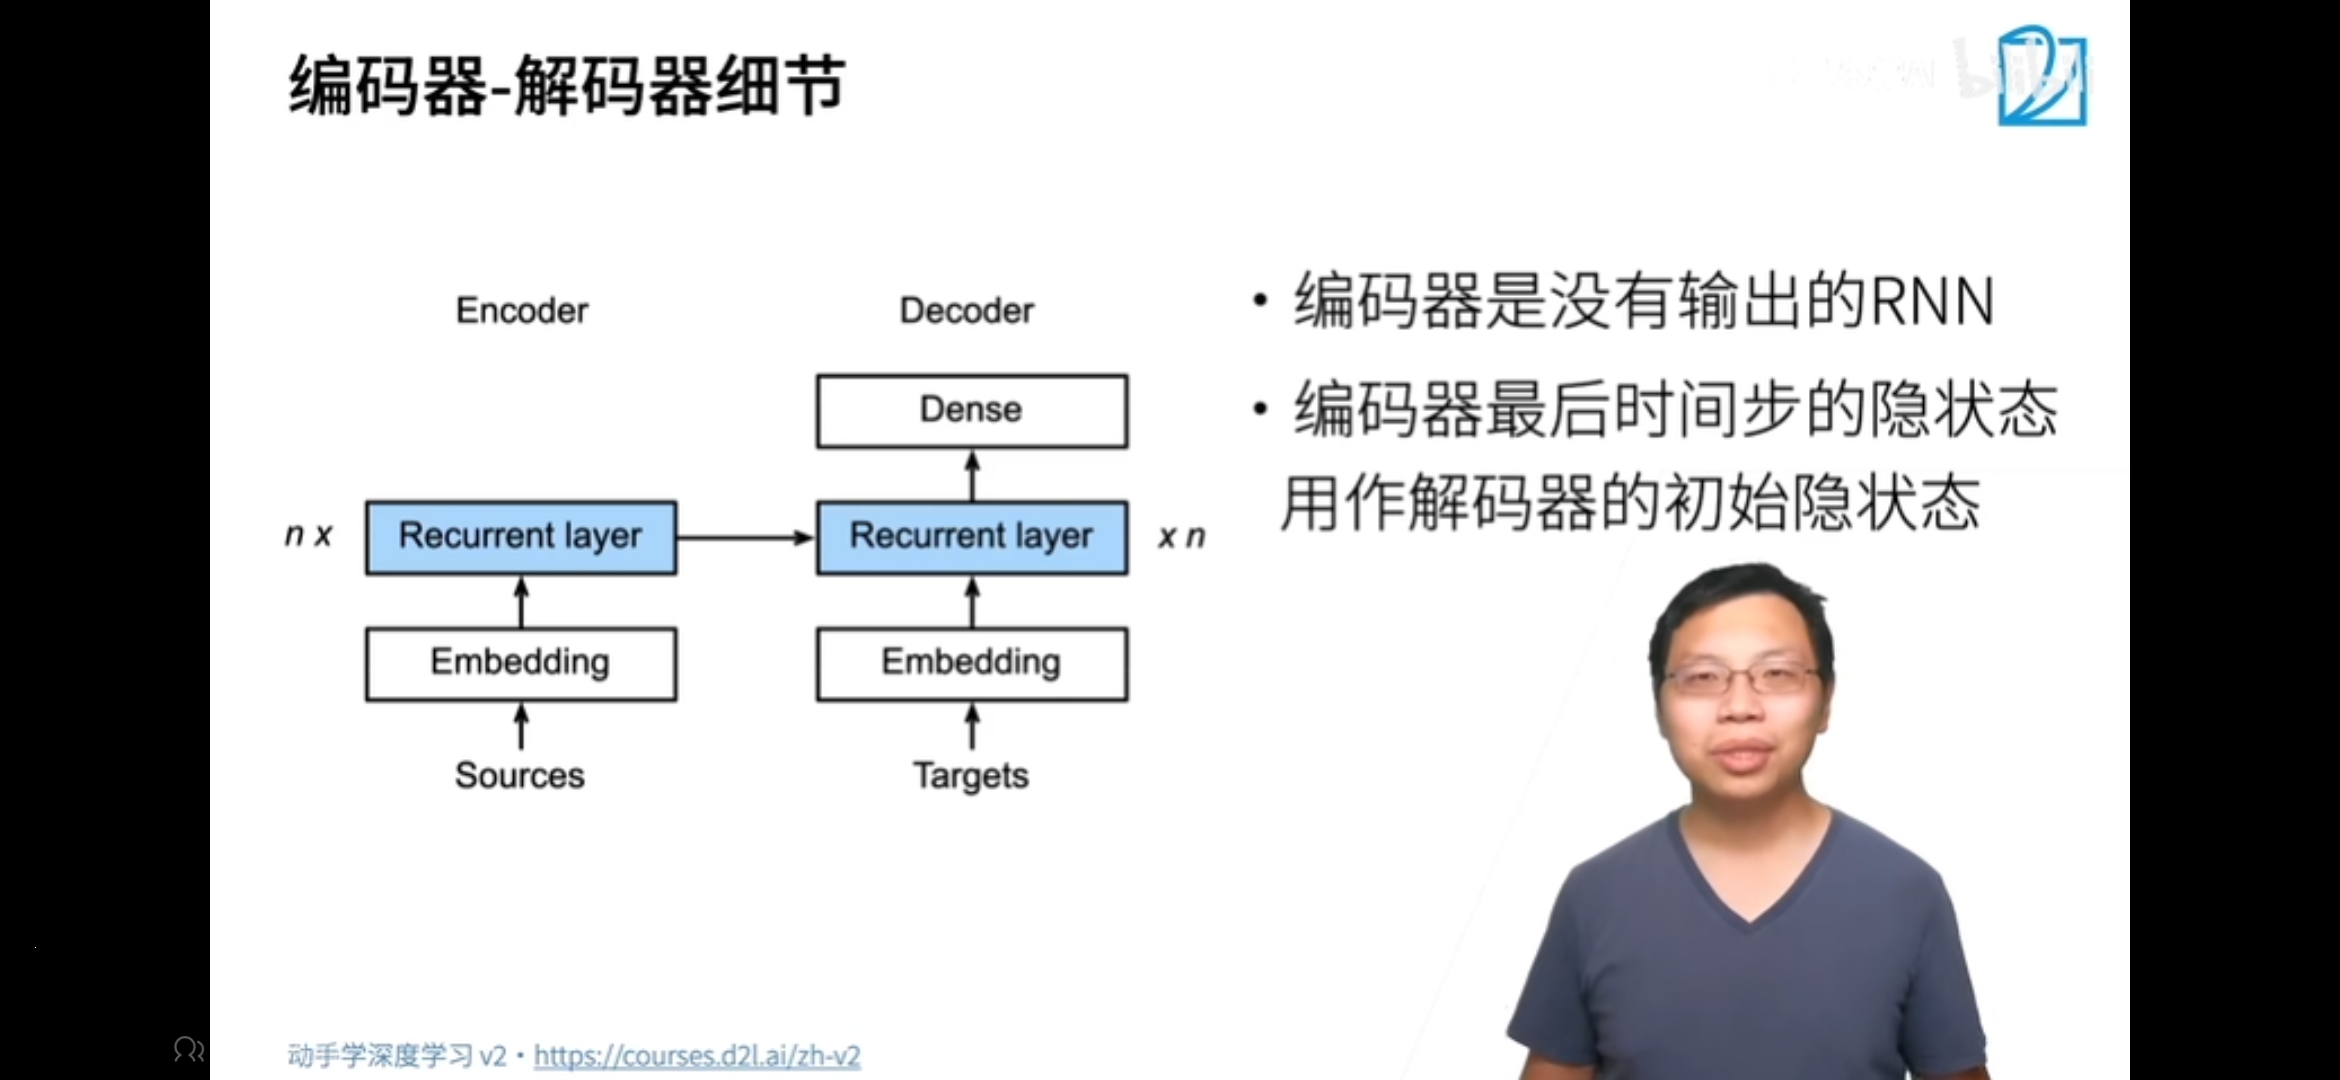 编码器-解码器细节
Encoder
Decoder
Dense
n x
Recurrent layer
Recurrent layer
x n
Embedding
Embedding
Sources
Targets
• 编码器是没有输出的RNN
• 编码器最后时间步的隐状态
用作解码器的初始隐状态
bilibili
动手学深度学习 v2 • https://courses.d2l.ai/zh-v2